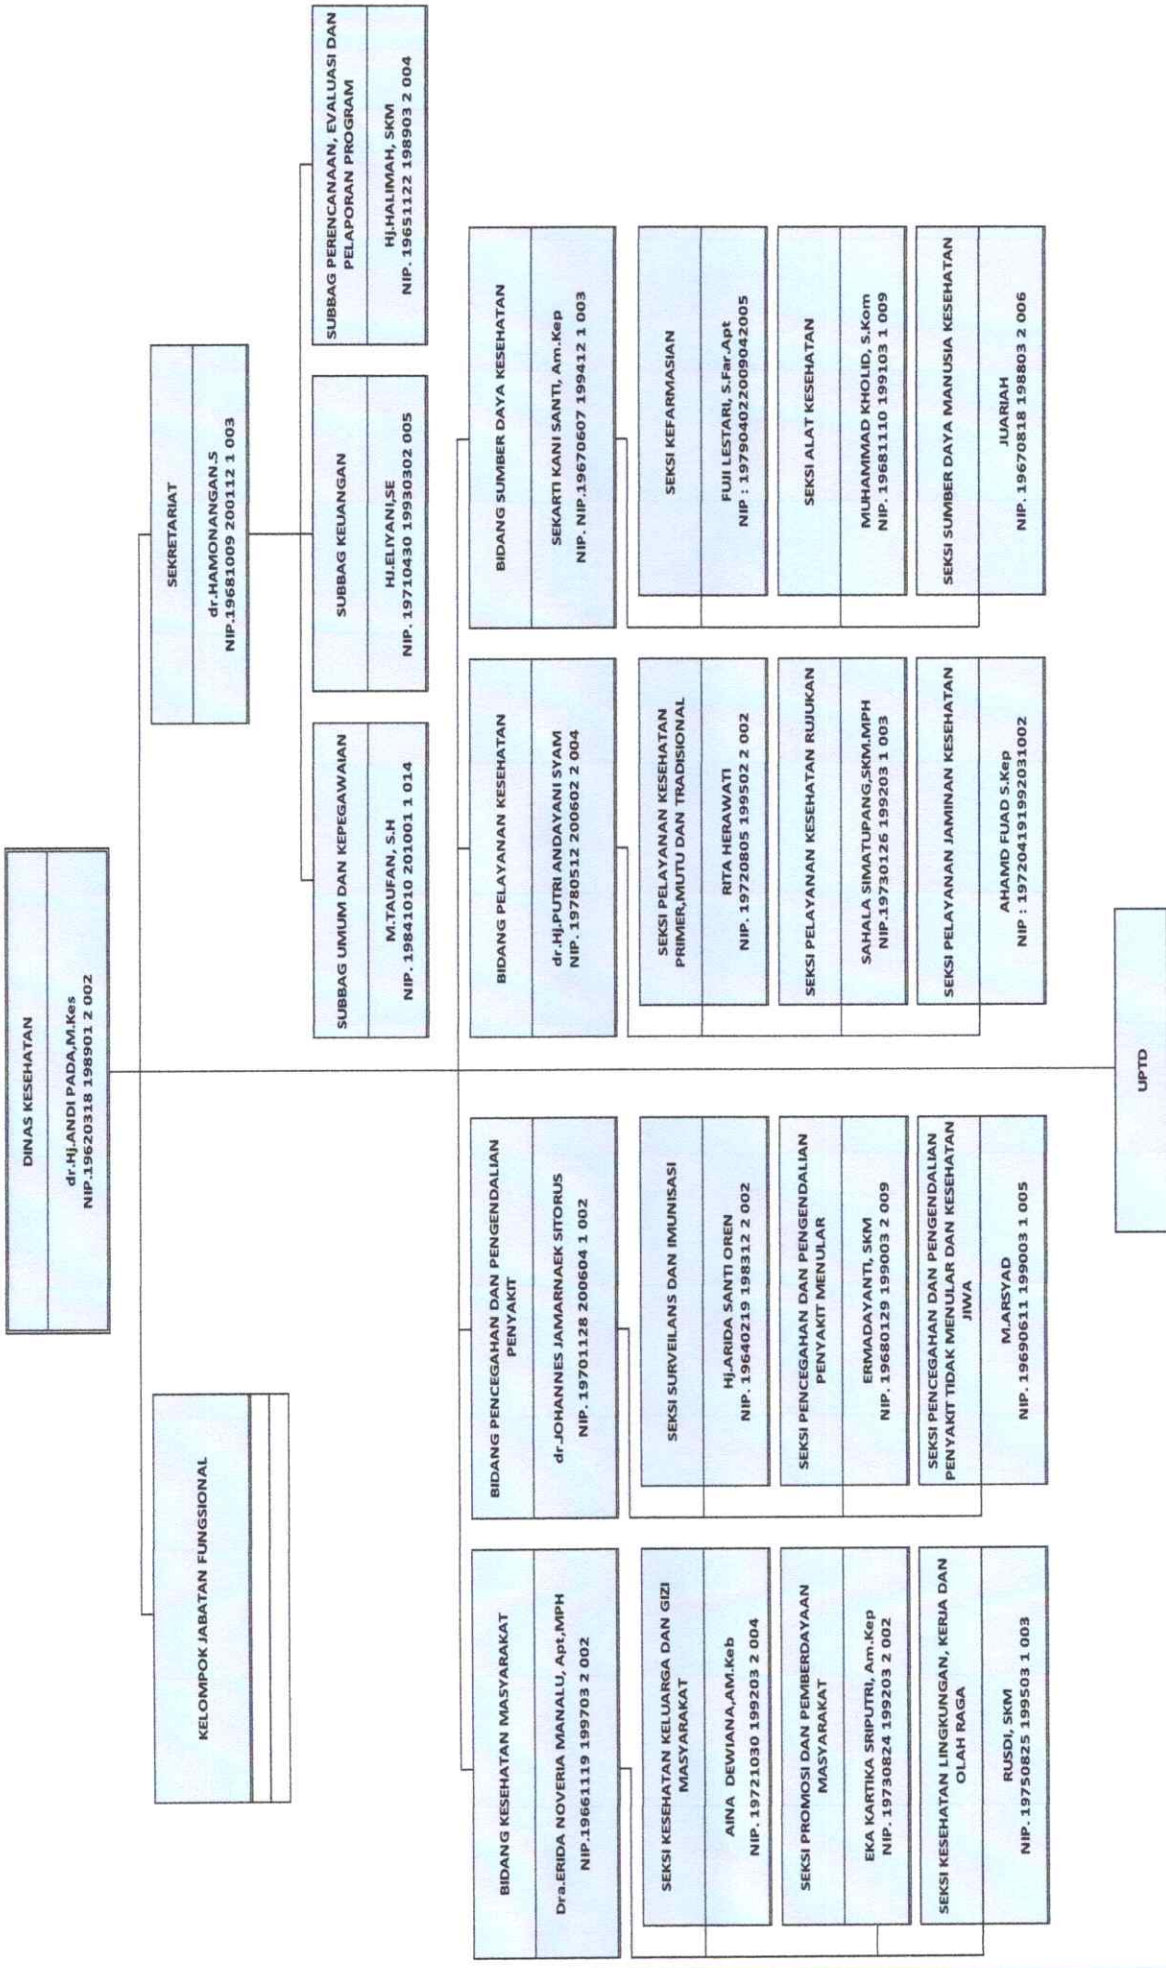 DINAS KESEHATAN
dr.Hj.ANDI PADA,M.Kes
NIP.19620318 198901 2 002
KELOMPOK JABATAN FUNGSIONAL
SEKRETARIAT
dr.HAMONANGAN.S
NIP.19681009 200112 1 003
SUBBAG UMUM DAN KEPEGAWAIAN
M.TAUFAN, S.H
NIP. 19841010 201001 1 014
SUBBAG KEUANGAN
HJ.ELIYANI,SE
NIP. 19710430 19930302 005
SUBBAG PERENCANAAN, EVALUASI DAN
PELAPORAN PROGRAM
Hj.HALIMAH, SKM
NIP. 19651122 198903 2 004
BIDANG KESEHATAN MASYARAKAT
Dra.ERIDA NOVERIA MANALU, Apt,MPH
NIP.19661119 199703 2 002
SEKSI KESEHATAN KELUARGA DAN GIZI
MASYARAKAT
AINA DEWIANA,AM.Keb
NIP. 19721030 199203 2 004
SEKSI PROMOSI DAN PEMBERDAYAAN
MASYARAKAT
EKA KARTIKA SRIPUTRI, Am.Kep
NIP. 19730824 199203 2 002
SEKSI KESEHATAN LINGKUNGAN, KERJA DAN
OLAH RAGA
RUSDI, SKM
NIP. 19750825 199503 1 003
BIDANG PENCEGAHAN DAN PENGENDALIAN
PENYAKIT
dr.JOHANNES JAMARNAEK SITORUS
NIP. 19701128 200604 1 002
SEKSI SURVEILANS DAN IMUNISASI
Hj.ARIDA SANTI OREN
NIP. 19640219 198312 2 002
SEKSI PENCEGAHAN DAN PENGENDALIAN
PENYAKIT MENULAR
ERMADAYANTI, SKM
NIP. 19680129 199003 2 009
SEKSI PENCEGAHAN DAN PENGENDALIAN
PENYAKIT TIDAK MENULAR DAN KESEHATAN
JIWA
M.ARSYAD
NIP. 19690611 199003 1 005
BIDANG PELAYANAN KESEHATAN
dr.Hj.PUTRI ANDAYANI SYAM
NIP. 19780512 200602 2 004
SEKSI PELAYANAN KESEHATAN
PRIMER,MUTU DAN TRADISIONAL
RITA HERAWATI
NIP. 19720805 199502 2 002
SEKSI PELAYANAN KESEHATAN RUJUKAN
SAHALA SIMATUPANG,SKM.MPH
NIP.19730126 199203 1 003
SEKSI PELAYANAN JAMINAN KESEHATAN
AHAMD FUAD S.Kep
NIP : 197204191992031002
BIDANG SUMBER DAYA KESEHATAN
SEKARTI KANI SANTI, Am.Kep
NIP. NIP.19670607 199412 1 003
SEKSI KEFARMASIAN
FUJI LESTARI, S.Far.Apt
NIP : 197904022009042005
SEKSI ALAT KESEHATAN
MUHAMMAD KHOLID, S.Kom
NIP. 19681110 199103 1 009
SEKSI SUMBER DAYA MANUSIA KESEHATAN
JUARIAH
NIP. 19670818 198803 2 006
UPTD